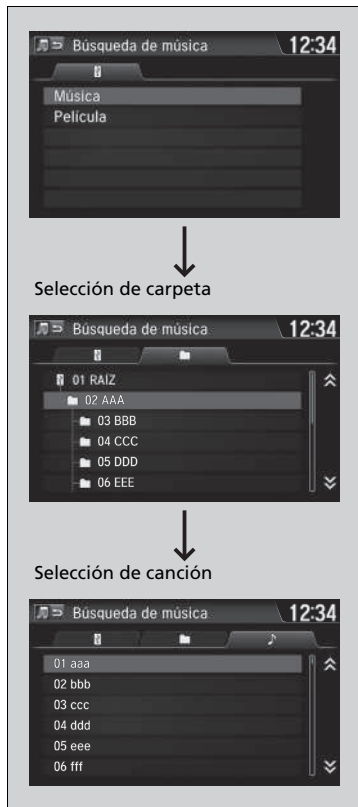 Búsqueda de música 12:34
Música
Película
Selección de carpeta
Búsqueda de música 12:34
01 RAÍZ
02 AAA
03 BBB
04 CCC
05 DDD
06 EEE
Selección de canción
Búsqueda de música 12:34
01 aaa
02 bbb
03 ccc
04 ddd
05 eee
06 fff